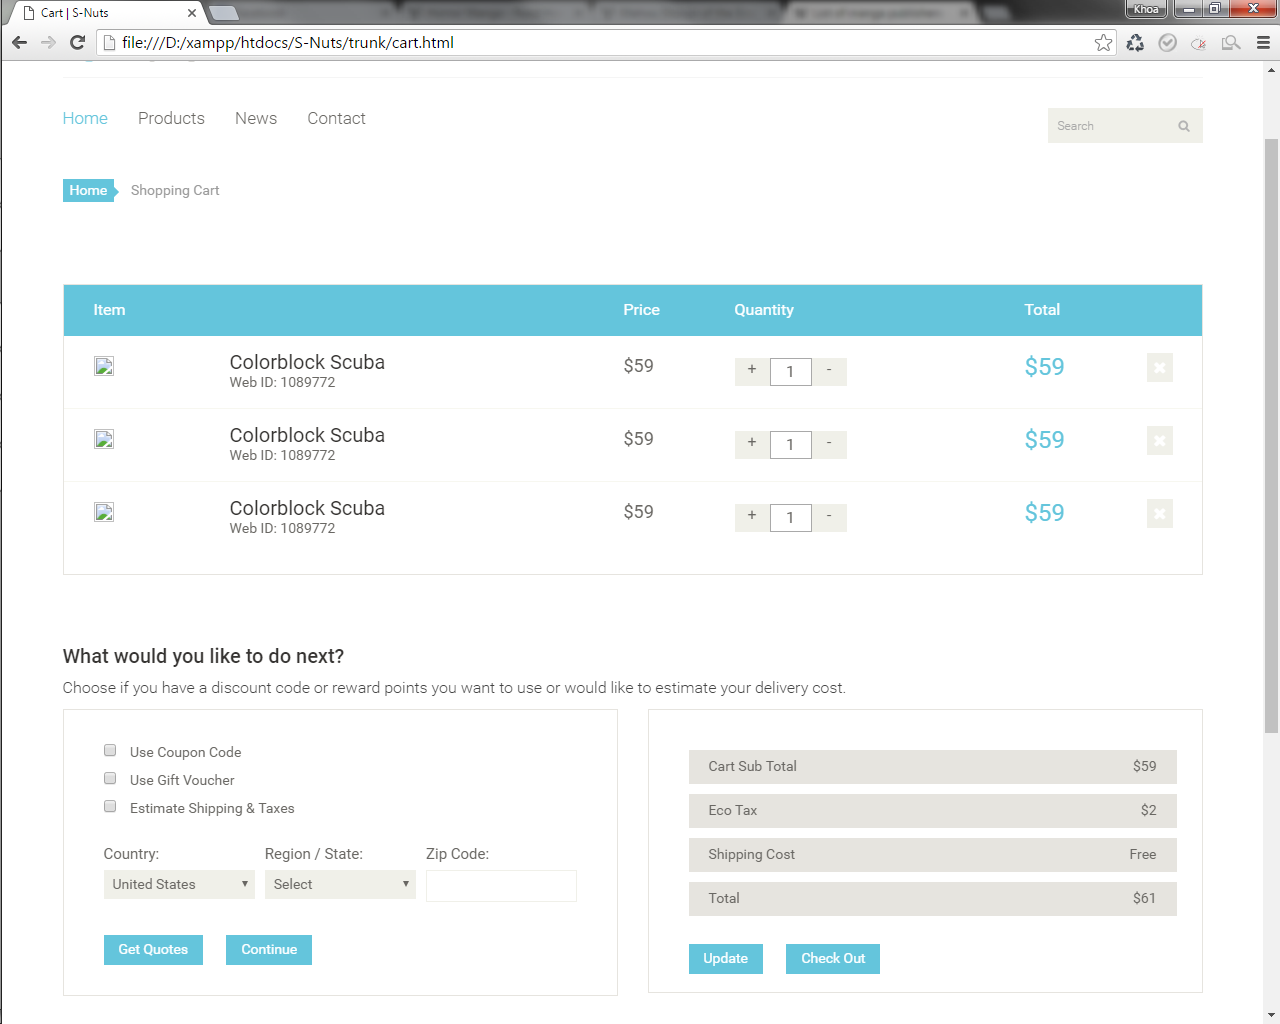 Cart | S-Nuts
Khoa
file:///D:/xampp/htdocs/S-Nuts/trunk/cart.html
Home Products News Contact
Search
Home Shopping Cart
Item Price Quantity Total
Colorblock Scuba $59 + 1 - $59
Web ID: 1089772
Colorblock Scuba $59 + 1 - $59
Web ID: 1089772
Colorblock Scuba $59 + 1 - $59
Web ID: 1089772
What would you like to do next?
Choose if you have a discount code or reward points you want to use or would like to estimate your delivery cost.
Use Coupon Code
Use Gift Voucher
Estimate Shipping & Taxes
Country: Region / State: Zip Code:
United States Select
Get Quotes Continue
Cart Sub Total $59
Eco Tax $2
Shipping Cost Free
Total $61
Update Check Out